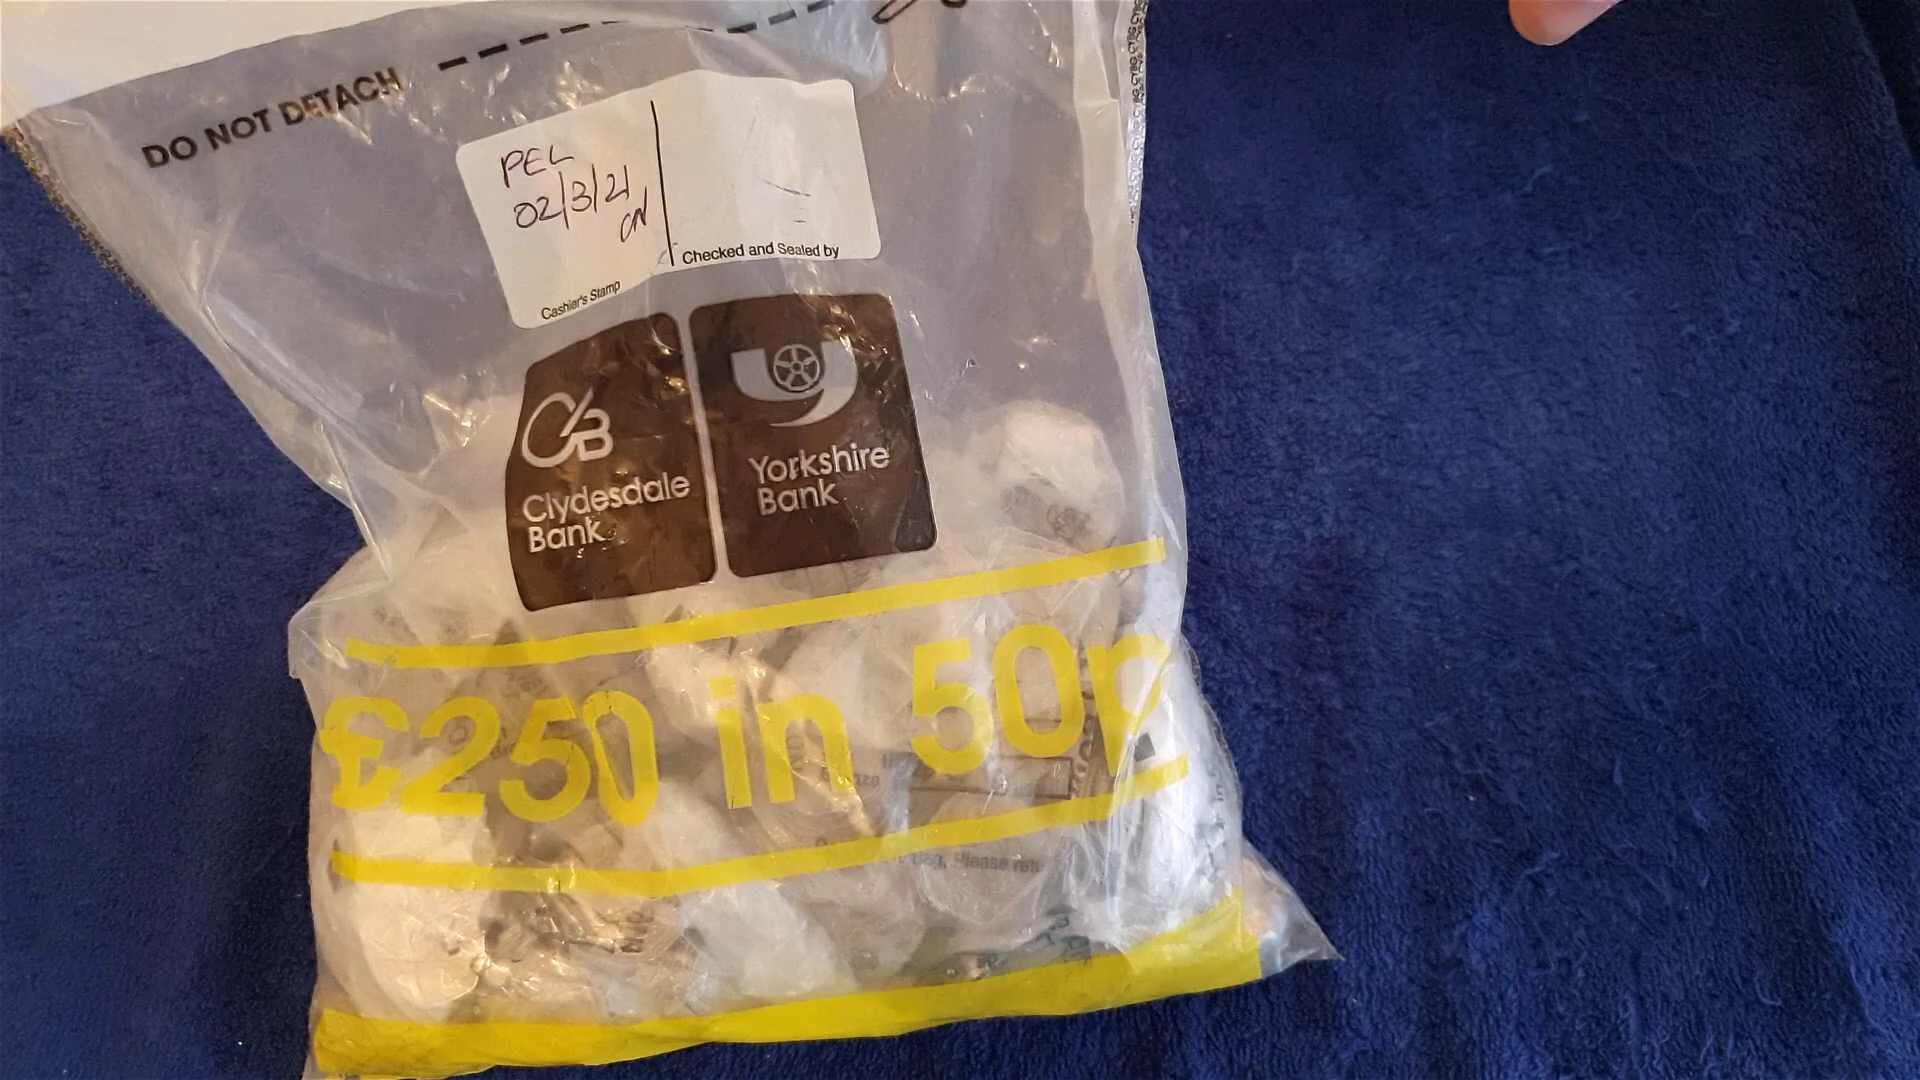 DO NOT DETACH
PEL
02/3/21
CN
Checked and Sealed by
Cashier's Stamp
CB
Clydesdale
Bank
Y
Yorkshire
Bank
£250 in 50p
Please